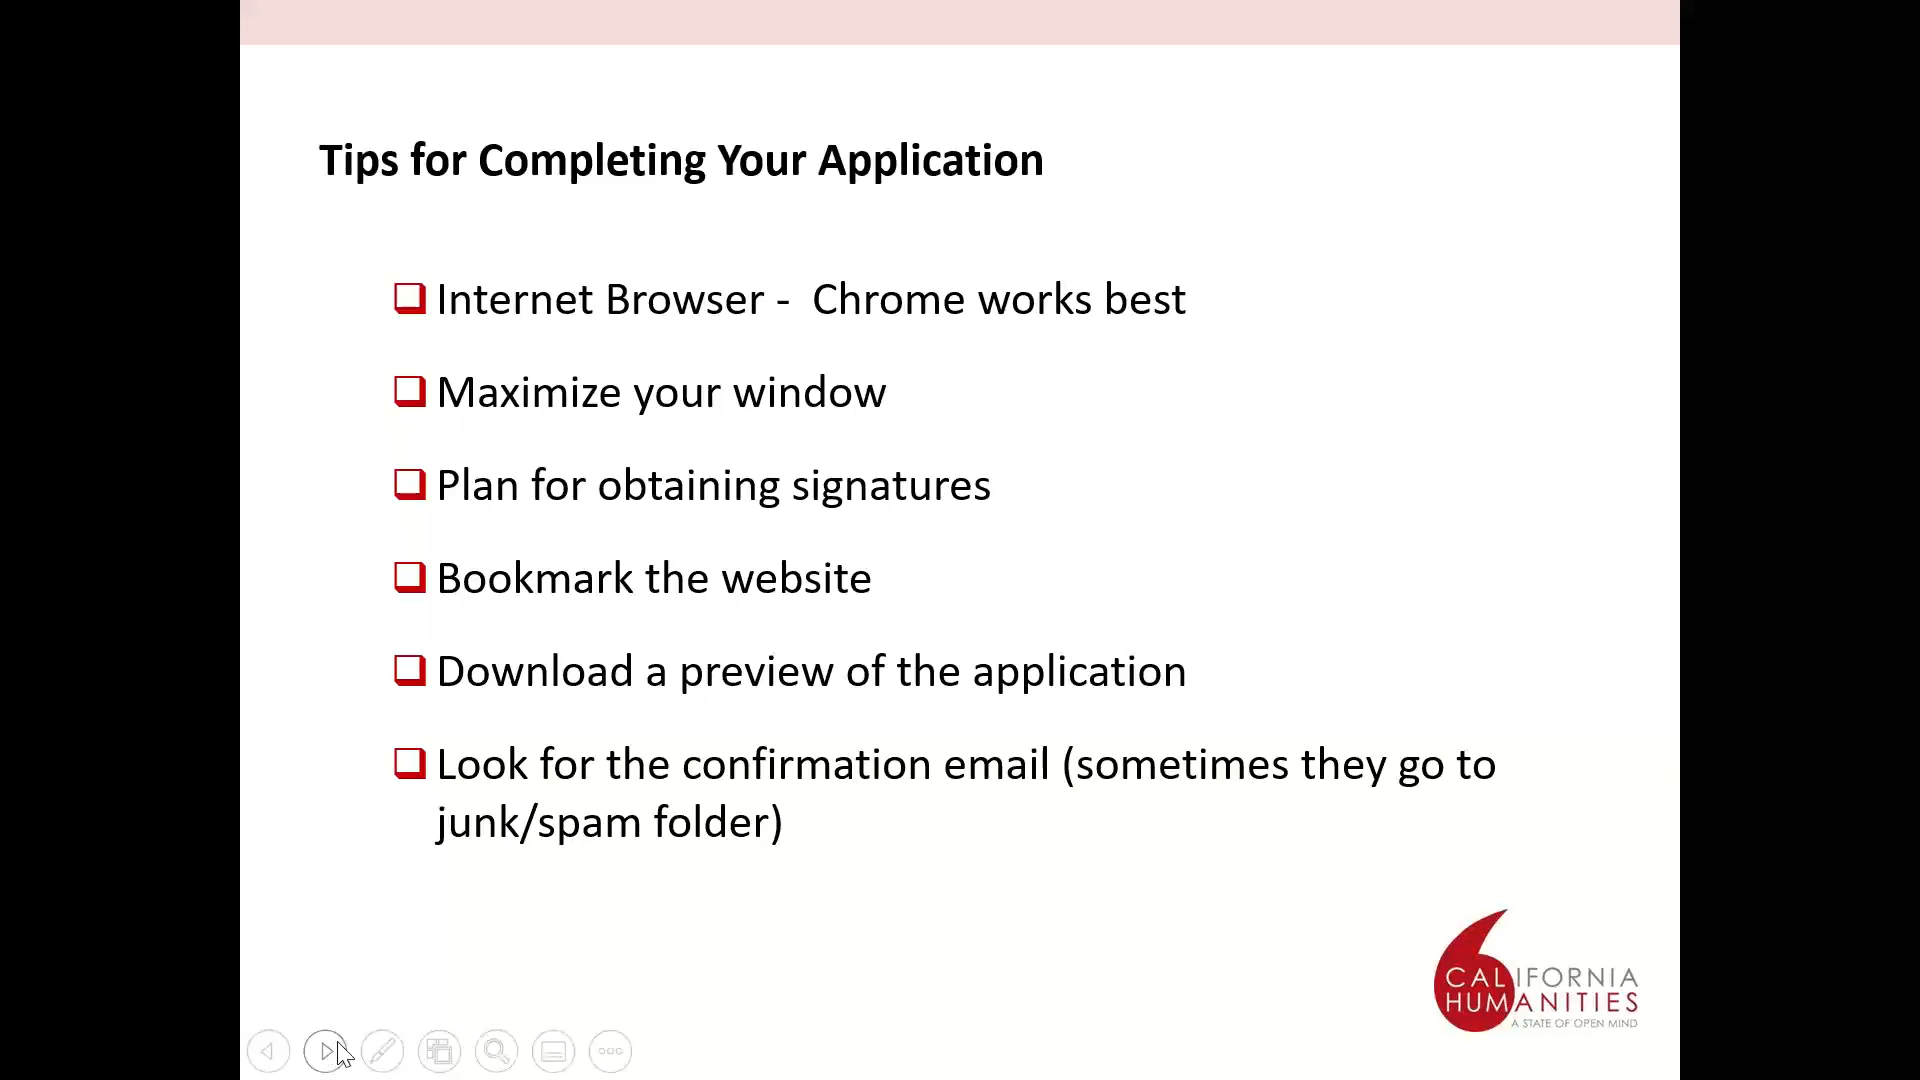 Tips for Completing Your Application
Internet Browser -  Chrome works best
Maximize your window
Plan for obtaining signatures
Bookmark the website
Download a preview of the application
Look for the confirmation email (sometimes they go to
junk/spam folder)
CALIFORNIA
HUMANITIES
A STATE OF OPEN MIND